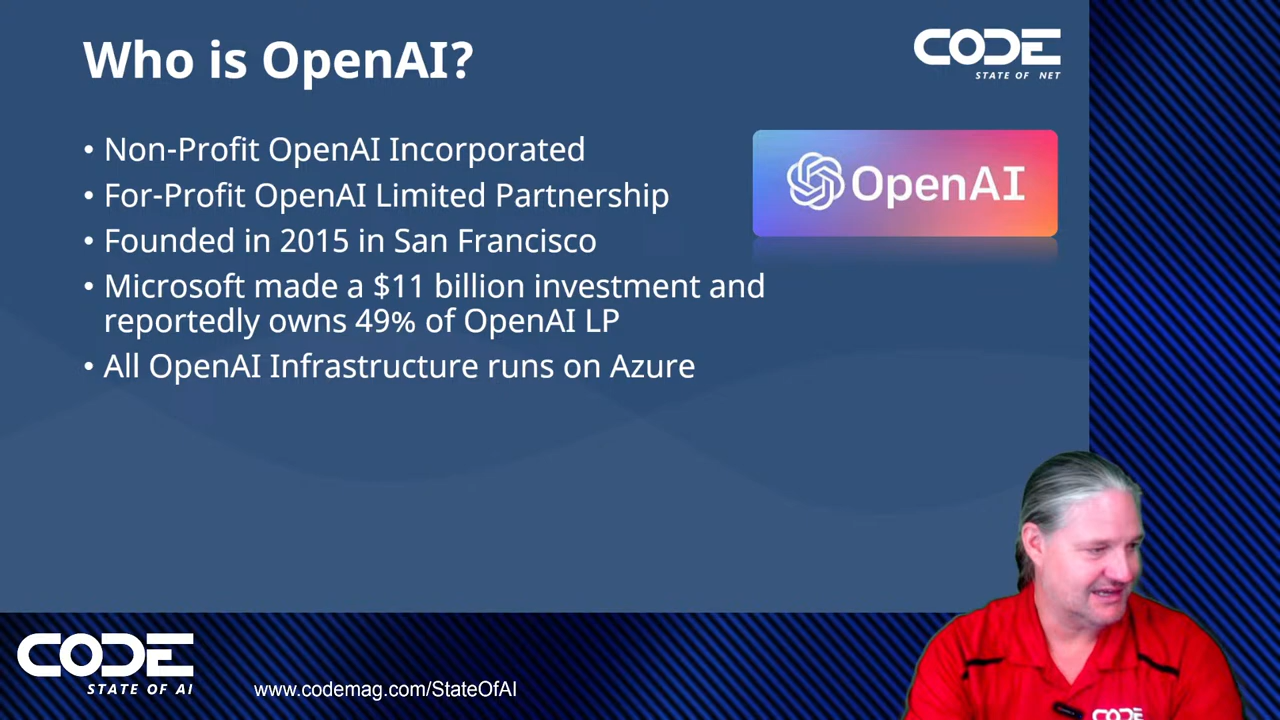 Who is OpenAI?
CODE
STATE OF NET
• Non-Profit OpenAI Incorporated
• For-Profit OpenAI Limited Partnership
• Founded in 2015 in San Francisco
• Microsoft made a $11 billion investment and
reportedly owns 49% of OpenAI LP
• All OpenAI Infrastructure runs on Azure
OpenAI
CODE
STATE OF AI
www.codemag.com/StateOfAI
CODE